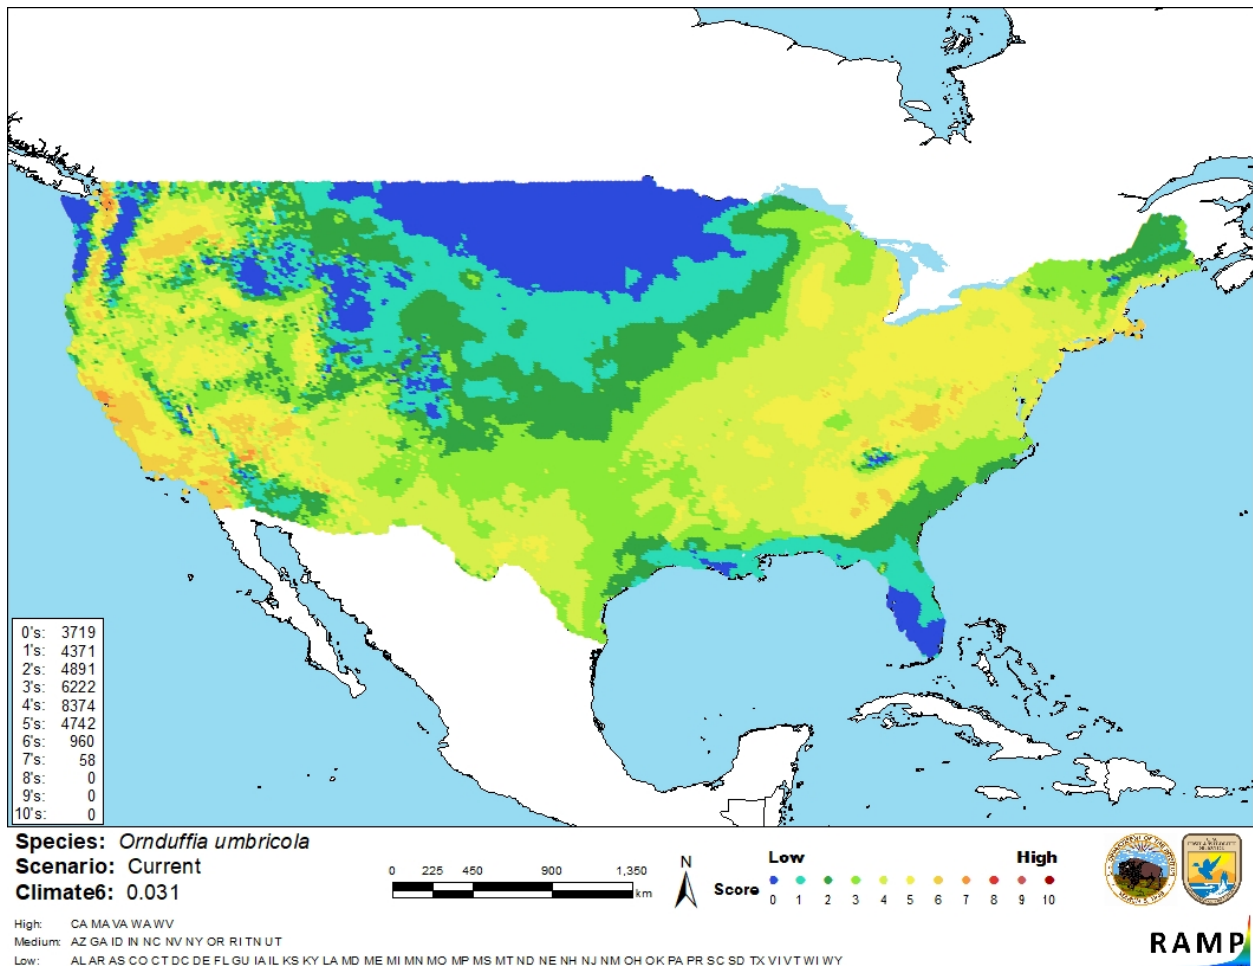 0's: 3719
1's: 4371
2's: 4891
3's: 6222
4's: 8374
5's: 4742
6's: 960
7's: 58
8's: 0
9's: 0
10's: 0
Species: Ornduffia umbricola
Scenario: Current
Climate6: 0.031
0 225 450 900 1,350
km
N
Low High
Score 0 1 2 3 4 5 6 7 8 9 10
High: CA MA VA WA WV
Medium: AZ GA ID IN NC NV NY OR RI TN UT
Low: AL AR AS CO CT DC DE FL GU IA IL KS KY LA MD ME MI MN MO MP MS MT ND NE NH NJ NM OH OK PA PR SC SD TX VI VT WI WY
RAMP